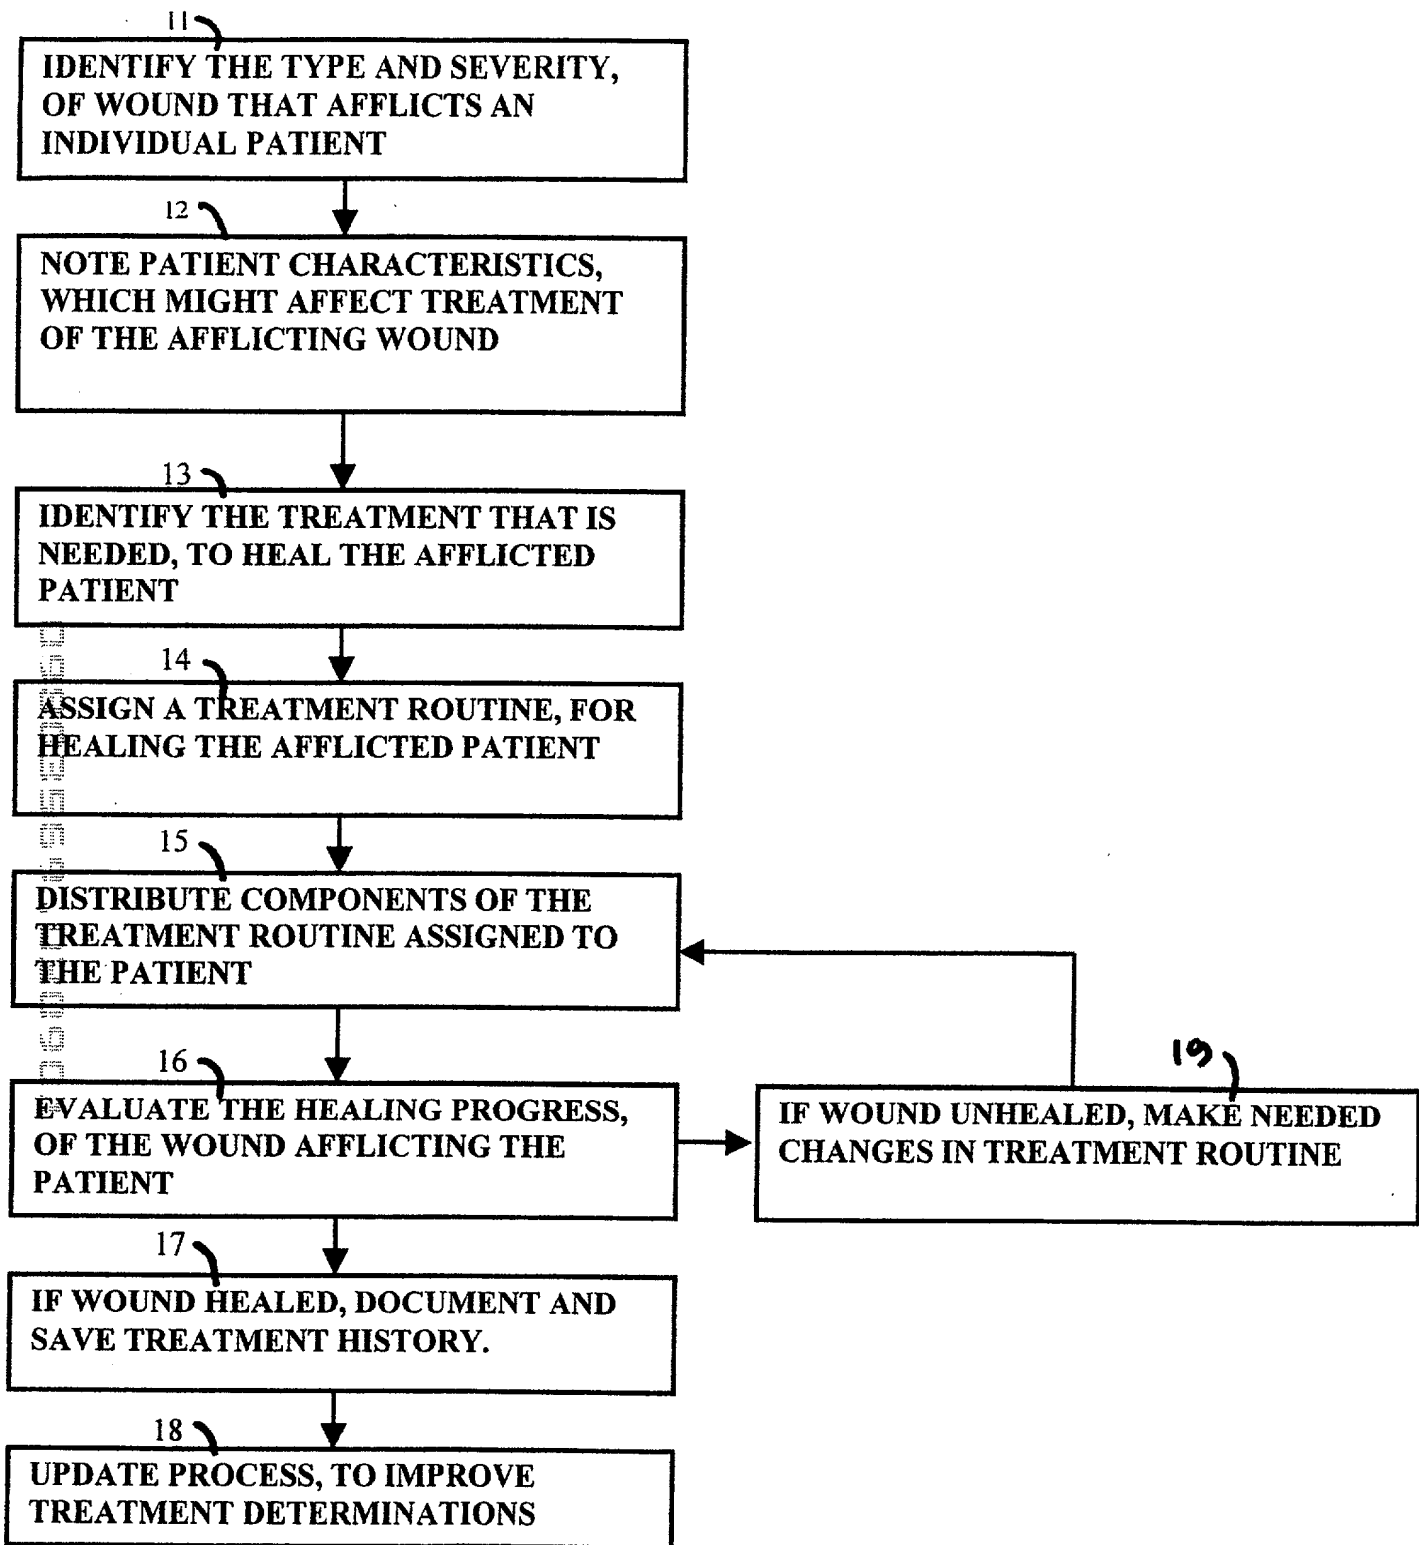 11
IDENTIFY THE TYPE AND SEVERITY,
OF WOUND THAT AFFLICTS AN
INDIVIDUAL PATIENT
12
NOTE PATIENT CHARACTERISTICS,
WHICH MIGHT AFFECT TREATMENT
OF THE AFFLICTING WOUND
13
IDENTIFY THE TREATMENT THAT IS
NEEDED, TO HEAL THE AFFLICTED
PATIENT
14
ASSIGN A TREATMENT ROUTINE, FOR
HEALING THE AFFLICTED PATIENT
15
DISTRIBUTE COMPONENTS OF THE
TREATMENT ROUTINE ASSIGNED TO
THE PATIENT
16
EVALUATE THE HEALING PROGRESS,
OF THE WOUND AFFLICTING THE
PATIENT
19
IF WOUND UNHEALED, MAKE NEEDED
CHANGES IN TREATMENT ROUTINE
17
IF WOUND HEALED, DOCUMENT AND
SAVE TREATMENT HISTORY.
18
UPDATE PROCESS, TO IMPROVE
TREATMENT DETERMINATIONS